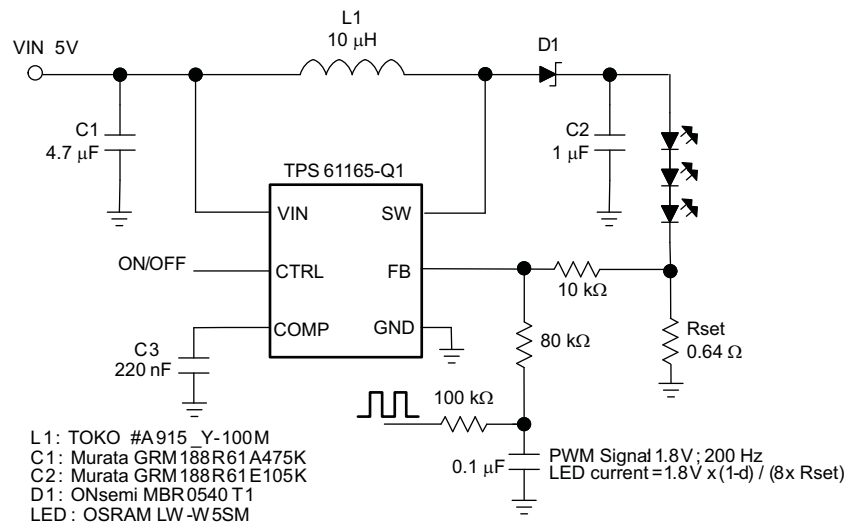 L1
10 μH
VIN 5V
D1
C1
4.7 μF
C2
1 μF
TPS 61165-Q1
VIN
SW
ON/OFF
CTRL
FB
10 kΩ
COMP
GND
Rset
0.64 Ω
C3
220 nF
80 kΩ
100 kΩ
L1: TOKO #A915_Y-100M
C1: Murata GRM188R61A475K
C2: Murata GRM188R61E105K
D1: ONsemi MBR0540T1
LED: OSRAM LW-W5SM
0.1 μF
PWM Signal 1.8V; 200 Hz
LED current = 1.8V x (1-d) / (8x Rset)